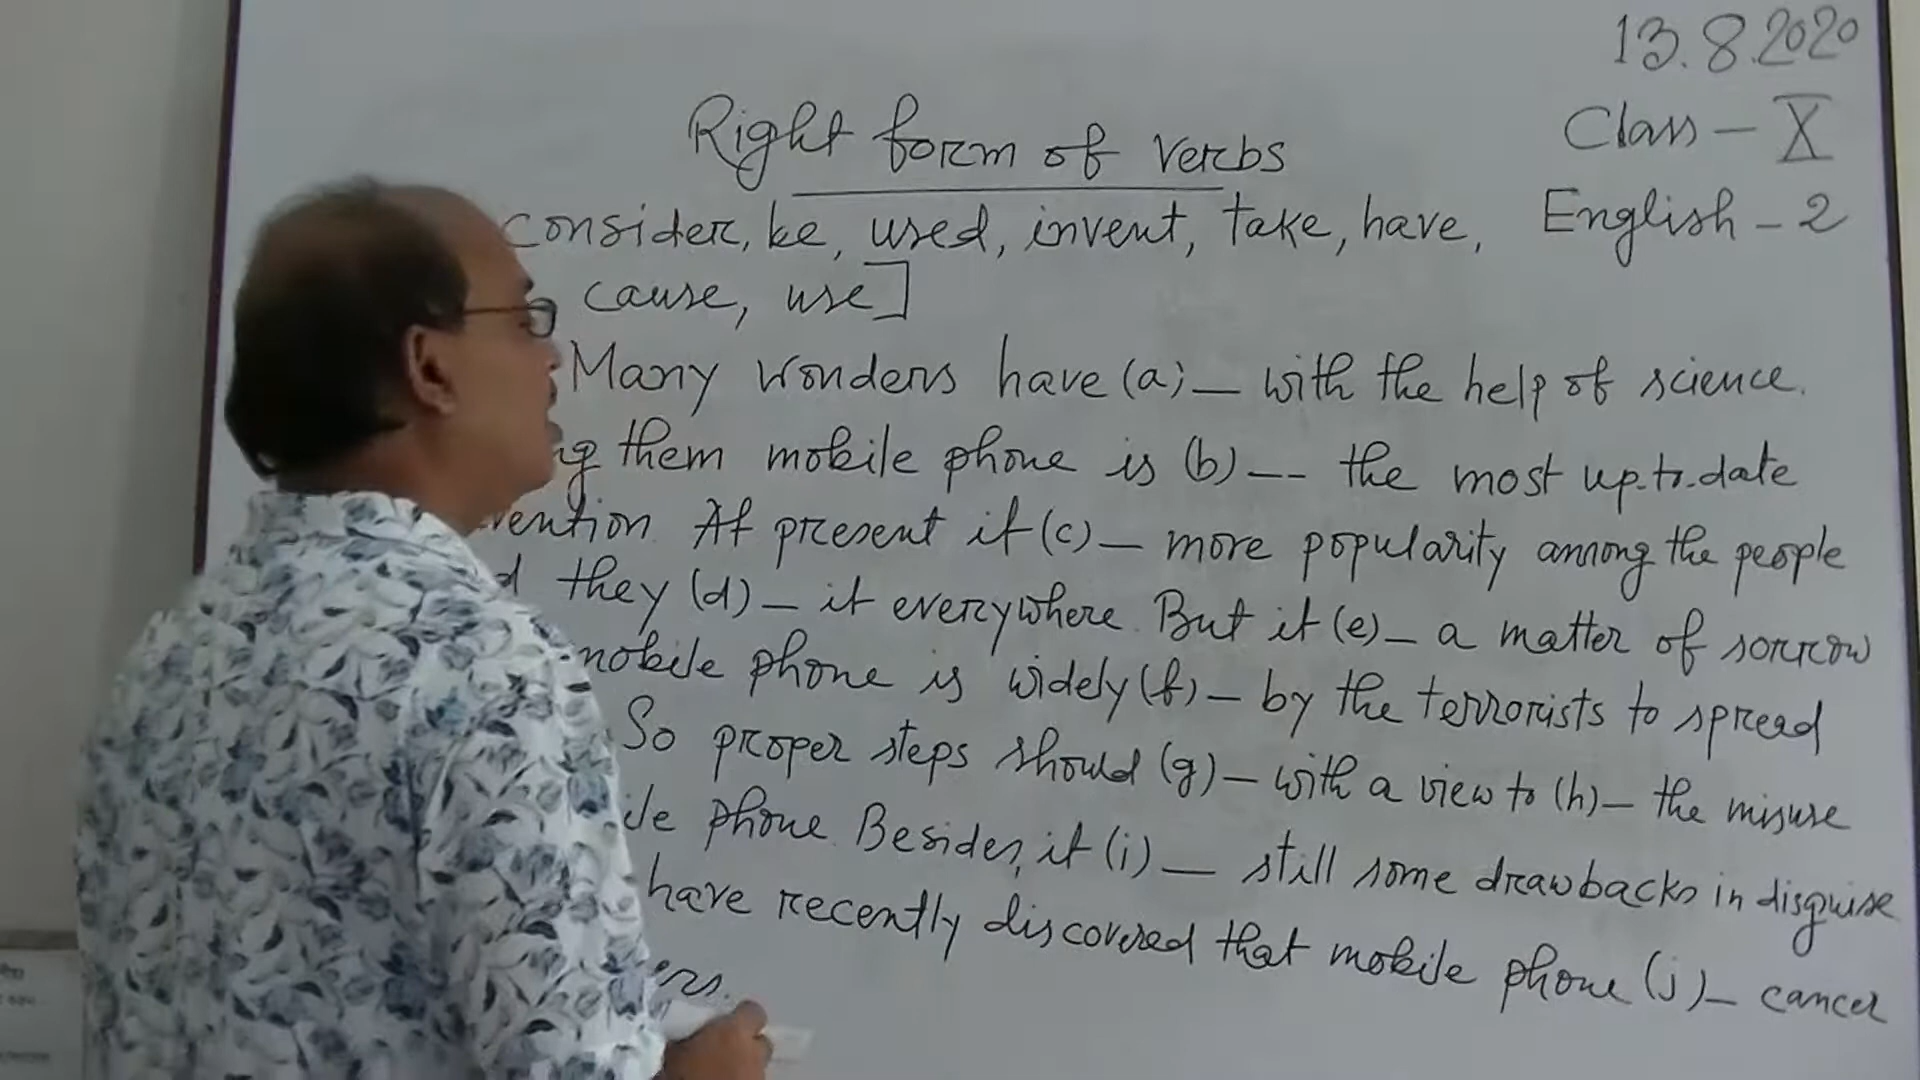 13.8.2020
Right form of verbs
Class - X
consider, be, used, invent, take, have,
English - 2
cause, use]
Many wonders have (a) — with the help of science.
them mobile phone is (b) — the most up-to-date
At present it (c) — more popularity among the people
they (d) — it everywhere. But it (e) — a matter of sorrow
mobile phone is widely (f) — by the terrorists to spread
So proper steps should (g) — with a view to (h) — the misuse
phone. Besides, it (i) — still some drawbacks in disguise
have recently discovered that mobile phone (j) — cancer